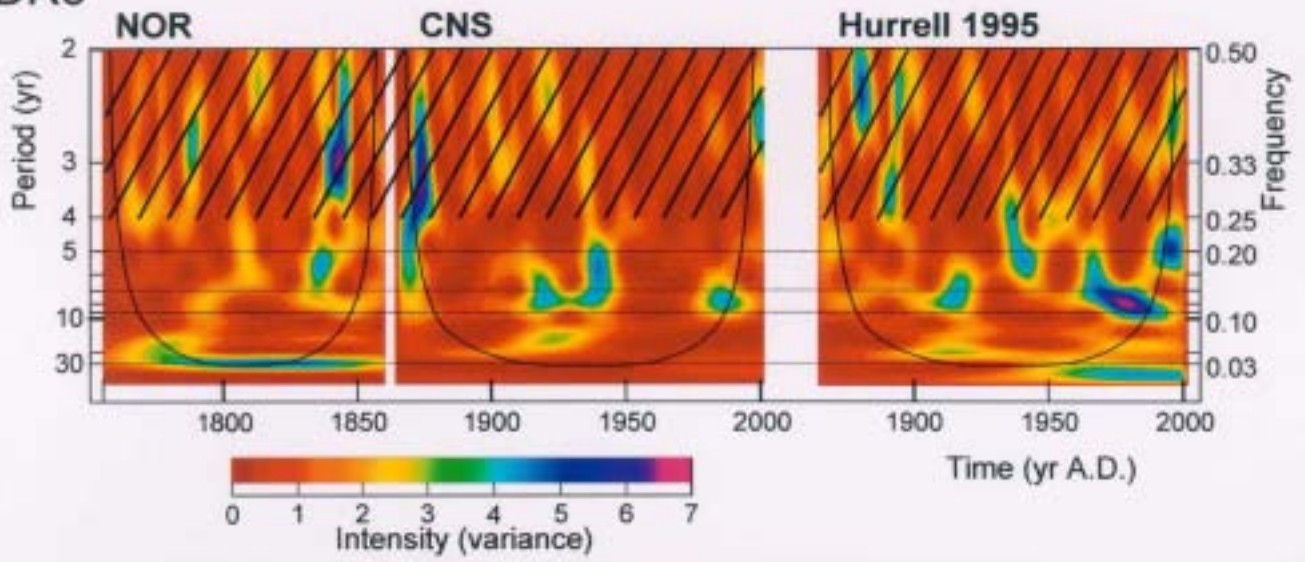 NOR CNS Hurrell 1995
Period (yr)
2
3
4
5
10
30
0.50
0.33
0.25
0.20
0.10
0.03
Frequency
1800 1850 1900 1950 2000 1900 1950 2000
Time (yr A.D.)
0 1 2 3 4 5 6 7
Intensity (variance)